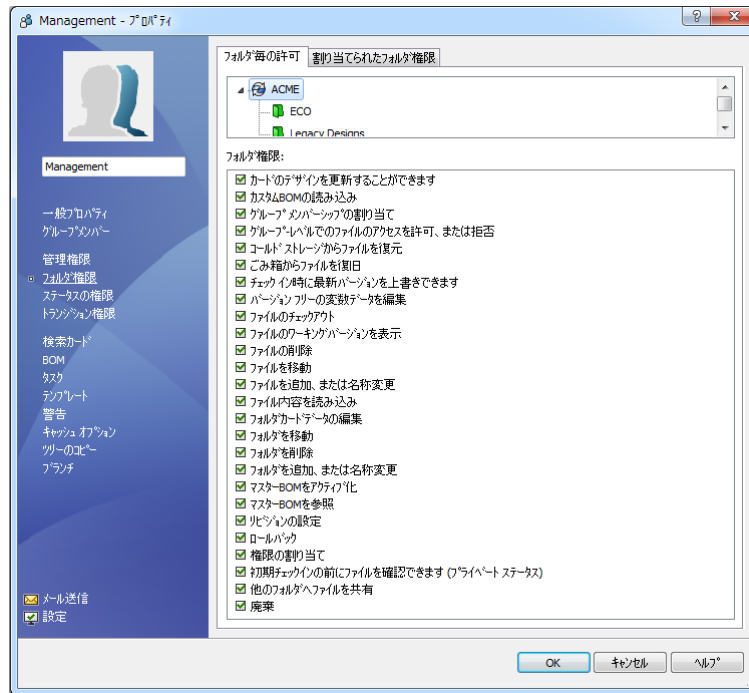 Management - プロパティ
フォルダ毎の許可
割り当てられたフォルダ権限
ACME
ECO
Legacy Designs
Management
フォルダ権限:
カードのデザインを更新することができます
カスタムBOMの読み込み
グループ メンバーシップの割り当て
グループ-レベルでのファイルのアクセスを許可、または拒否
コールド ストレージからファイルを復元
ごみ箱からファイルを復旧
チェック イン時に最新バージョンを上書きできます
バージョン フリーの変数データを編集
ファイルのチェックアウト
ファイルのワーキングバージョンを表示
ファイルの削除
ファイルを移動
ファイルを追加、または名称変更
ファイル内容を読み込み
フォルダカードデータの編集
フォルダを移動
フォルダを削除
フォルダを追加、または名称変更
マスターBOMをアクティブ化
マスターBOMを参照
リビジョンの設定
ロールバック
権限の割り当て
初期チェックインの前にファイルを確認できます (プライベート ステータス)
他のフォルダへファイルを共有
廃棄
一般プロパティ
グループメンバー
管理権限
フォルダ権限
ステータスの権限
トランジション権限
検索カード
BOM
タスク
テンプレート
警告
キャッシュ オプション
ツリーのコピー
ブランチ
メール送信
設定
OK
キャンセル
ヘルプ